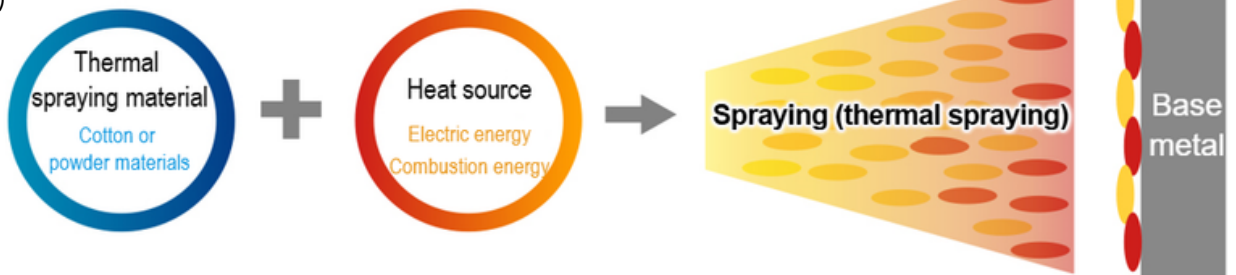 )
Thermal
spraying material
Cotton or
powder materials
Heat source
Electric energy
Combustion energy
Spraying (thermal spraying)
Base
metal